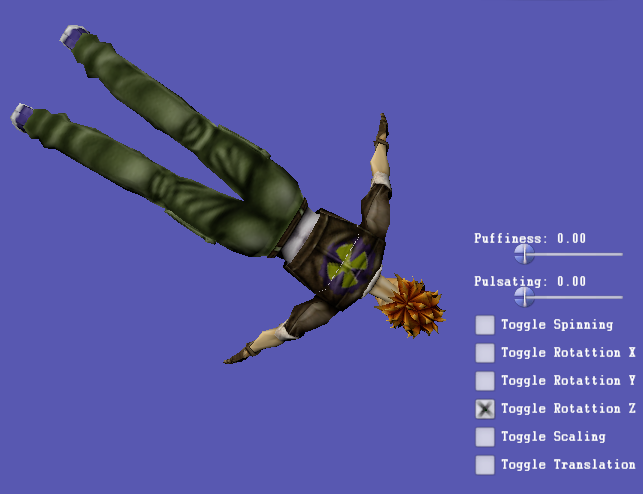 Puffiness: 0.00
Pulsating: 0.00
Toggle Spinning
Toggle Rotattion X
Toggle Rotattion Y
Toggle Rotattion Z
Toggle Scaling
Toggle Translation